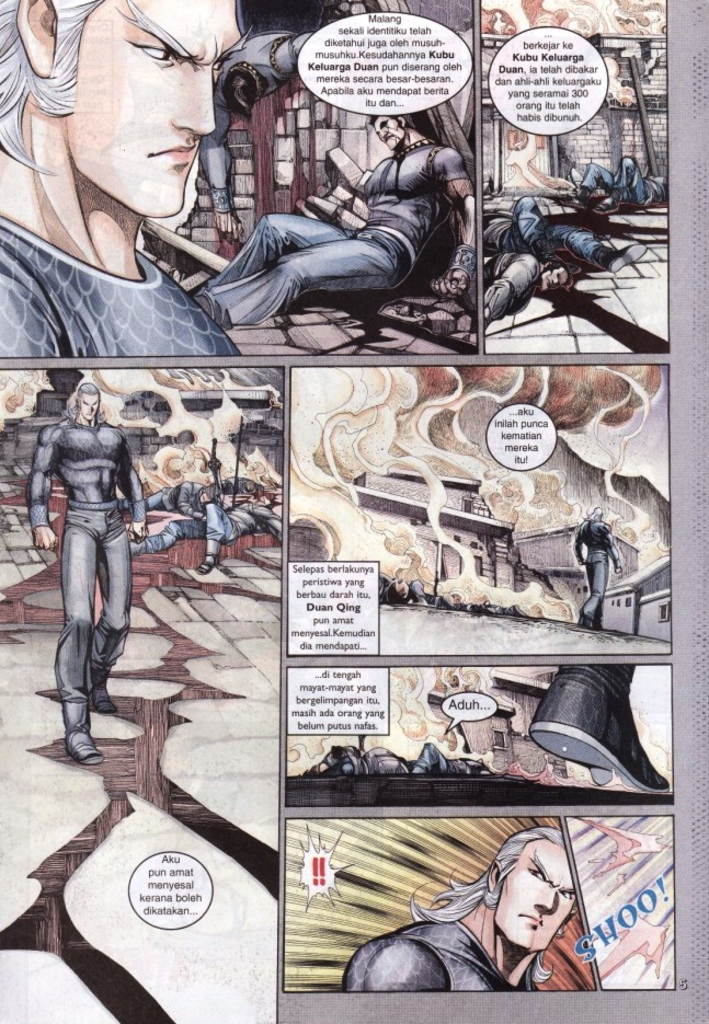 Malang
sekali identitiku telah
diketahui juga oleh musuh-
musuhku.Kesudahannya Kubu
Keluarga Duan pun diserang oleh
mereka secara besar-besaran.
Apabila aku mendapat berita
itu dan...
...
berkejar ke
Kubu Keluarga
Duan, ia telah dibakar
dan ahli-ahli keluargaku
yang seramai 300
orang itu telah
habis dibunuh.
Aku
pun amat
menyesal
kerana boleh
dikatakan...
...aku
inilah punca
kematian
mereka
itu!
Selepas berlakunya
peristiwa yang
berbau darah itu,
Duan Qing
pun amat
menyesal.Kemudian
dia mendapati...
...di tengah
mayat-mayat yang
bergelimpangan itu,
masih ada orang yang
belum putus nafas.
Aduh...
!!
SHOO!
5